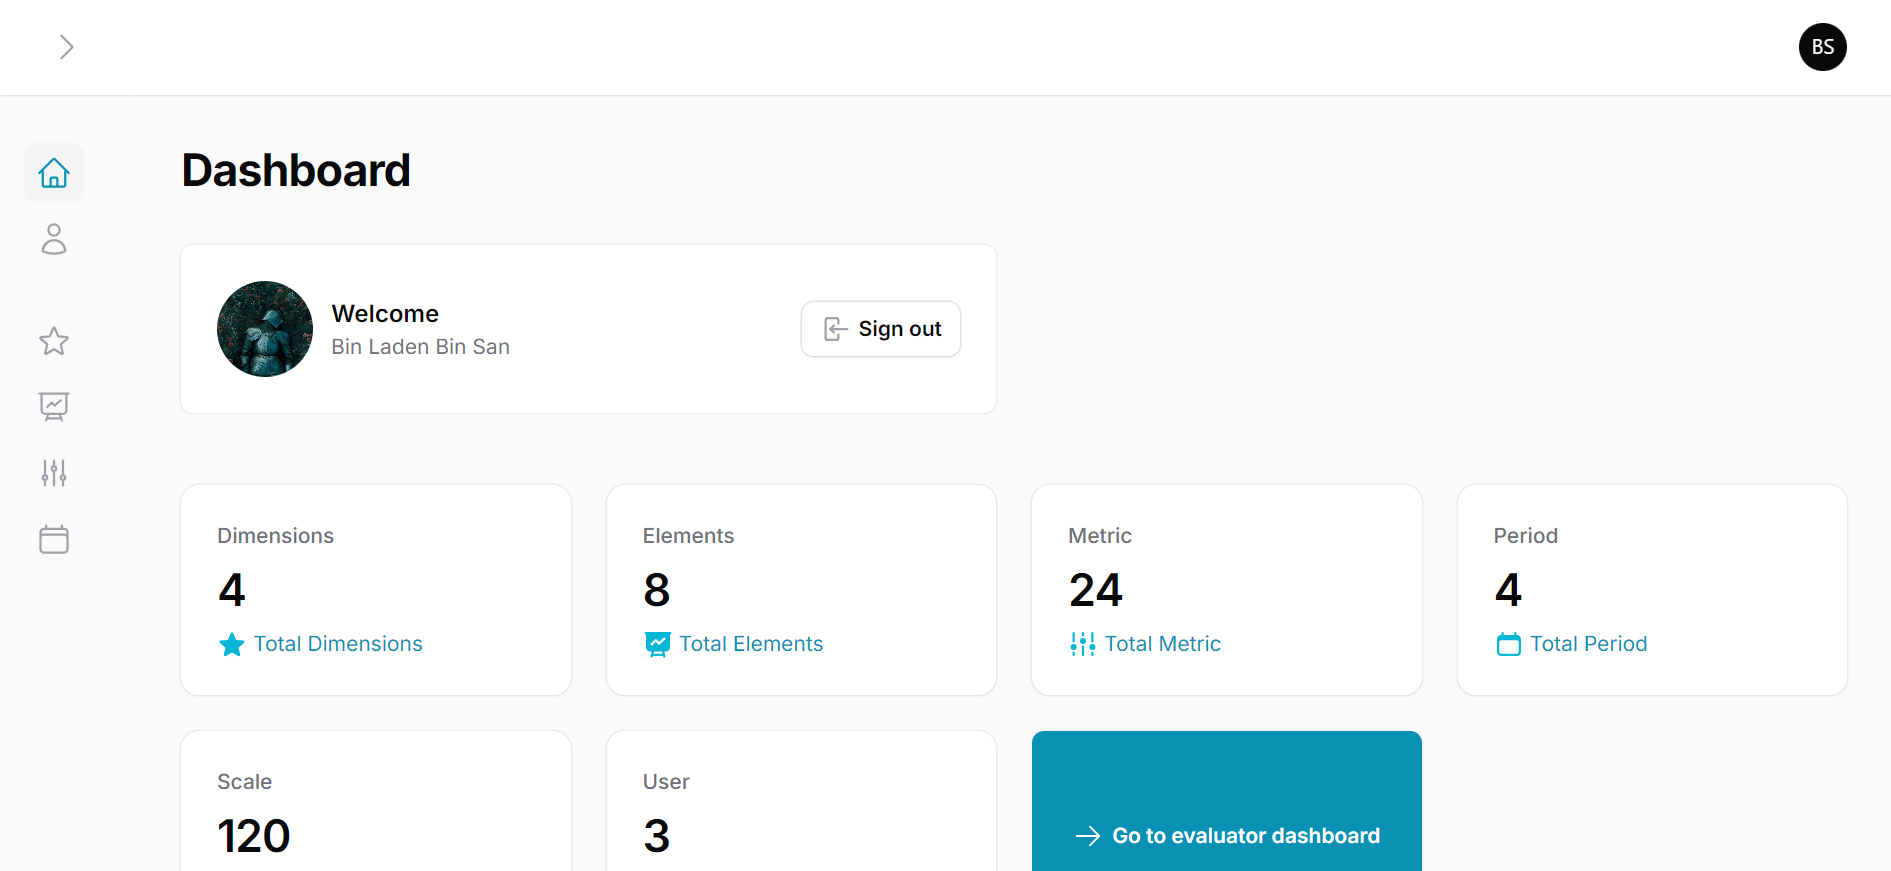 BS
Dashboard
Welcome
Bin Laden Bin San
Sign out
Dimensions
4
Total Dimensions
Elements
8
Total Elements
Metric
24
Total Metric
Period
4
Total Period
Scale
120
User
3
Go to evaluator dashboard